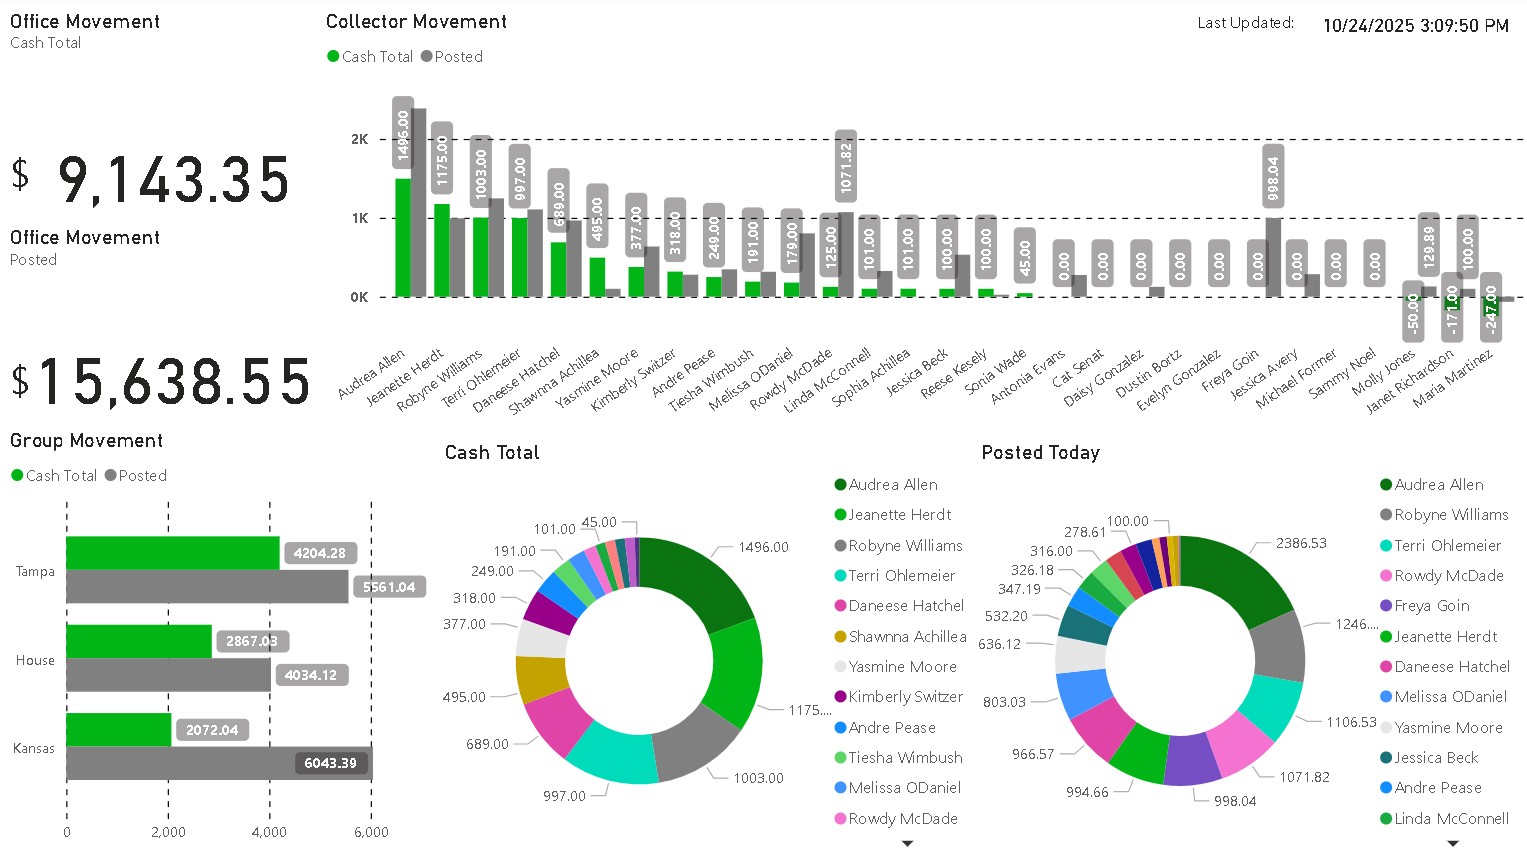 Office Movement
Cash Total
$ 9,143.35
Office Movement
Posted
$ 15,638.55
Collector Movement
Cash Total Posted
Last Updated: 10/24/2025 3:09:50 PM
2K
1K
0K
1496.00
1175.00
1003.00
997.00
689.00
495.00
377.00
318.00
249.00
191.00
179.00
125.00
1071.82
101.00
101.00
100.00
100.00
45.00
0.00
0.00
0.00
0.00
0.00
0.00
998.04
0.00
0.00
0.00
-50.00
129.89
-171.00
100.00
-247.00
Audrea Allen
Jeanette Herdt
Robyne Williams
Terri Ohlemeier
Daneese Hatchel
Shawnna Achillea
Yasmine Moore
Kimberly Switzer
Andre Pease
Tiesha Wimbush
Melissa ODaniel
Rowdy McDade
Linda McConnell
Sophia Achillea
Jessica Beck
Reese Kesely
Sonia Wade
Antonia Evans
Cat Senat
Daisy Gonzalez
Dustin Bortz
Evelyn Gonzalez
Freya Goin
Jessica Avery
Michael Former
Sammy Noel
Molly Jones
Janet Richardson
Maria Martinez
Group Movement
Cash Total Posted
Tampa
4204.28
5561.04
House
2867.03
4034.12
Kansas
2072.04
6043.39
0 2,000 4,000 6,000
Cash Total
45.00
101.00
191.00
249.00
318.00
377.00
495.00
689.00
997.00
1003.00
1175....
1496.00
Audrea Allen
Jeanette Herdt
Robyne Williams
Terri Ohlemeier
Daneese Hatchel
Shawnna Achillea
Yasmine Moore
Kimberly Switzer
Andre Pease
Tiesha Wimbush
Melissa ODaniel
Rowdy McDade
Posted Today
100.00
278.61
316.00
326.18
347.19
532.20
636.12
803.03
966.57
994.66
998.04
1071.82
1106.53
1246....
2386.53
Audrea Allen
Robyne Williams
Terri Ohlemeier
Rowdy McDade
Freya Goin
Jeanette Herdt
Daneese Hatchel
Melissa ODaniel
Yasmine Moore
Jessica Beck
Andre Pease
Linda McConnell